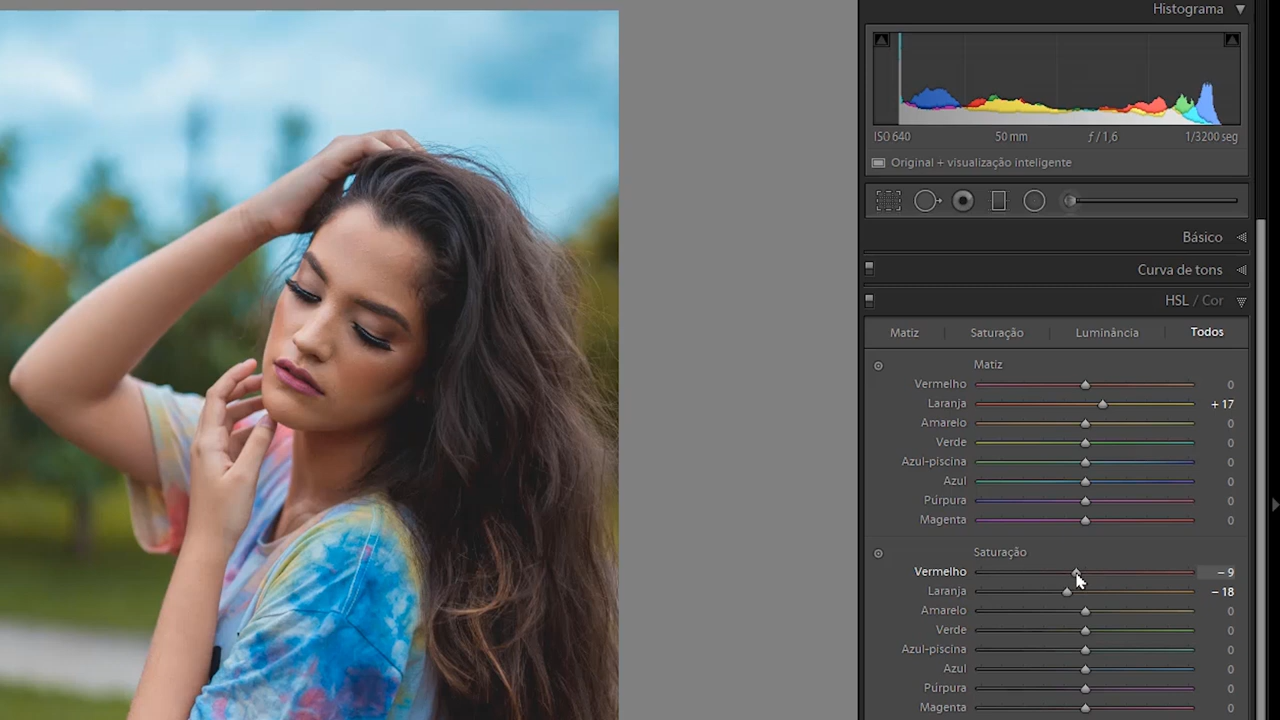 Histograma
ISO 640 50 mm ƒ / 1,6 1/3200 seg
Original + visualização inteligente
Básico
Curva de tons
HSL / Cor
Matiz Saturação Luminância Todos
Matiz
Vermelho 0
Laranja + 17
Amarelo 0
Verde 0
Azul-piscina 0
Azul 0
Púrpura 0
Magenta 0
Saturação
Vermelho – 9
Laranja – 18
Amarelo 0
Verde 0
Azul-piscina 0
Azul 0
Púrpura 0
Magenta 0